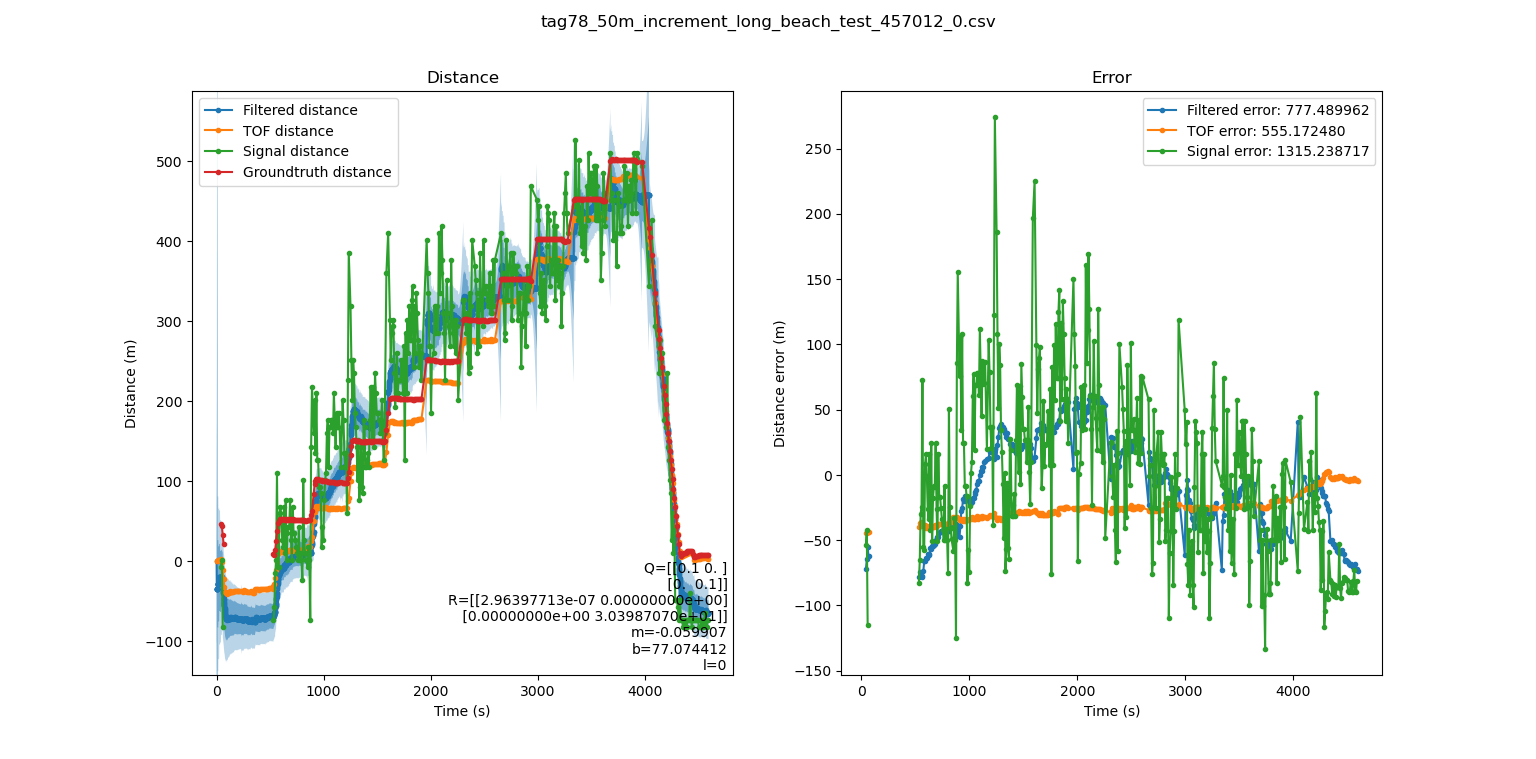 tag78_50m_increment_long_beach_test_457012_0.csv
Distance
Filtered distance
TOF distance
Signal distance
Groundtruth distance
Distance (m)
500
400
300
200
100
0
−100
0
1000
2000
3000
4000
Time (s)
Q=[[0.1 0. ]
[0. 0.1]]
R=[[2.96397713e-07 0.00000000e+00]
[0.00000000e+00 3.03987070e+01]]
m=-0.059907
b=77.074412
l=0
Error
Filtered error: 777.489962
TOF error: 555.172480
Signal error: 1315.238717
Distance error (m)
250
200
150
100
50
0
−50
−100
−150
0
1000
2000
3000
4000
Time (s)